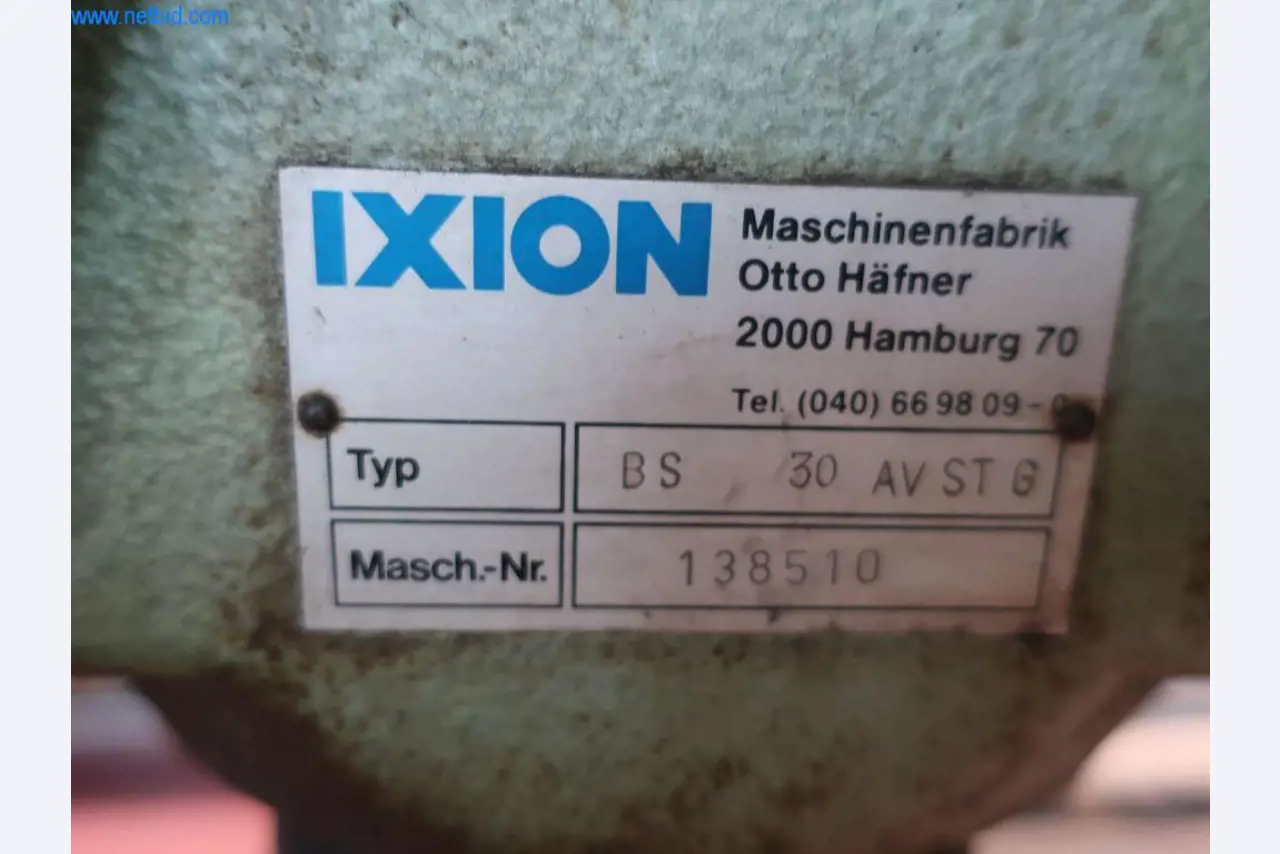 www.netbid.com
IXION
Maschinenfabrik
Otto Häfner
2000 Hamburg 70
Tel. (040) 66 98 09 -
Typ
BS 30 AV ST G
Masch.-Nr.
138510